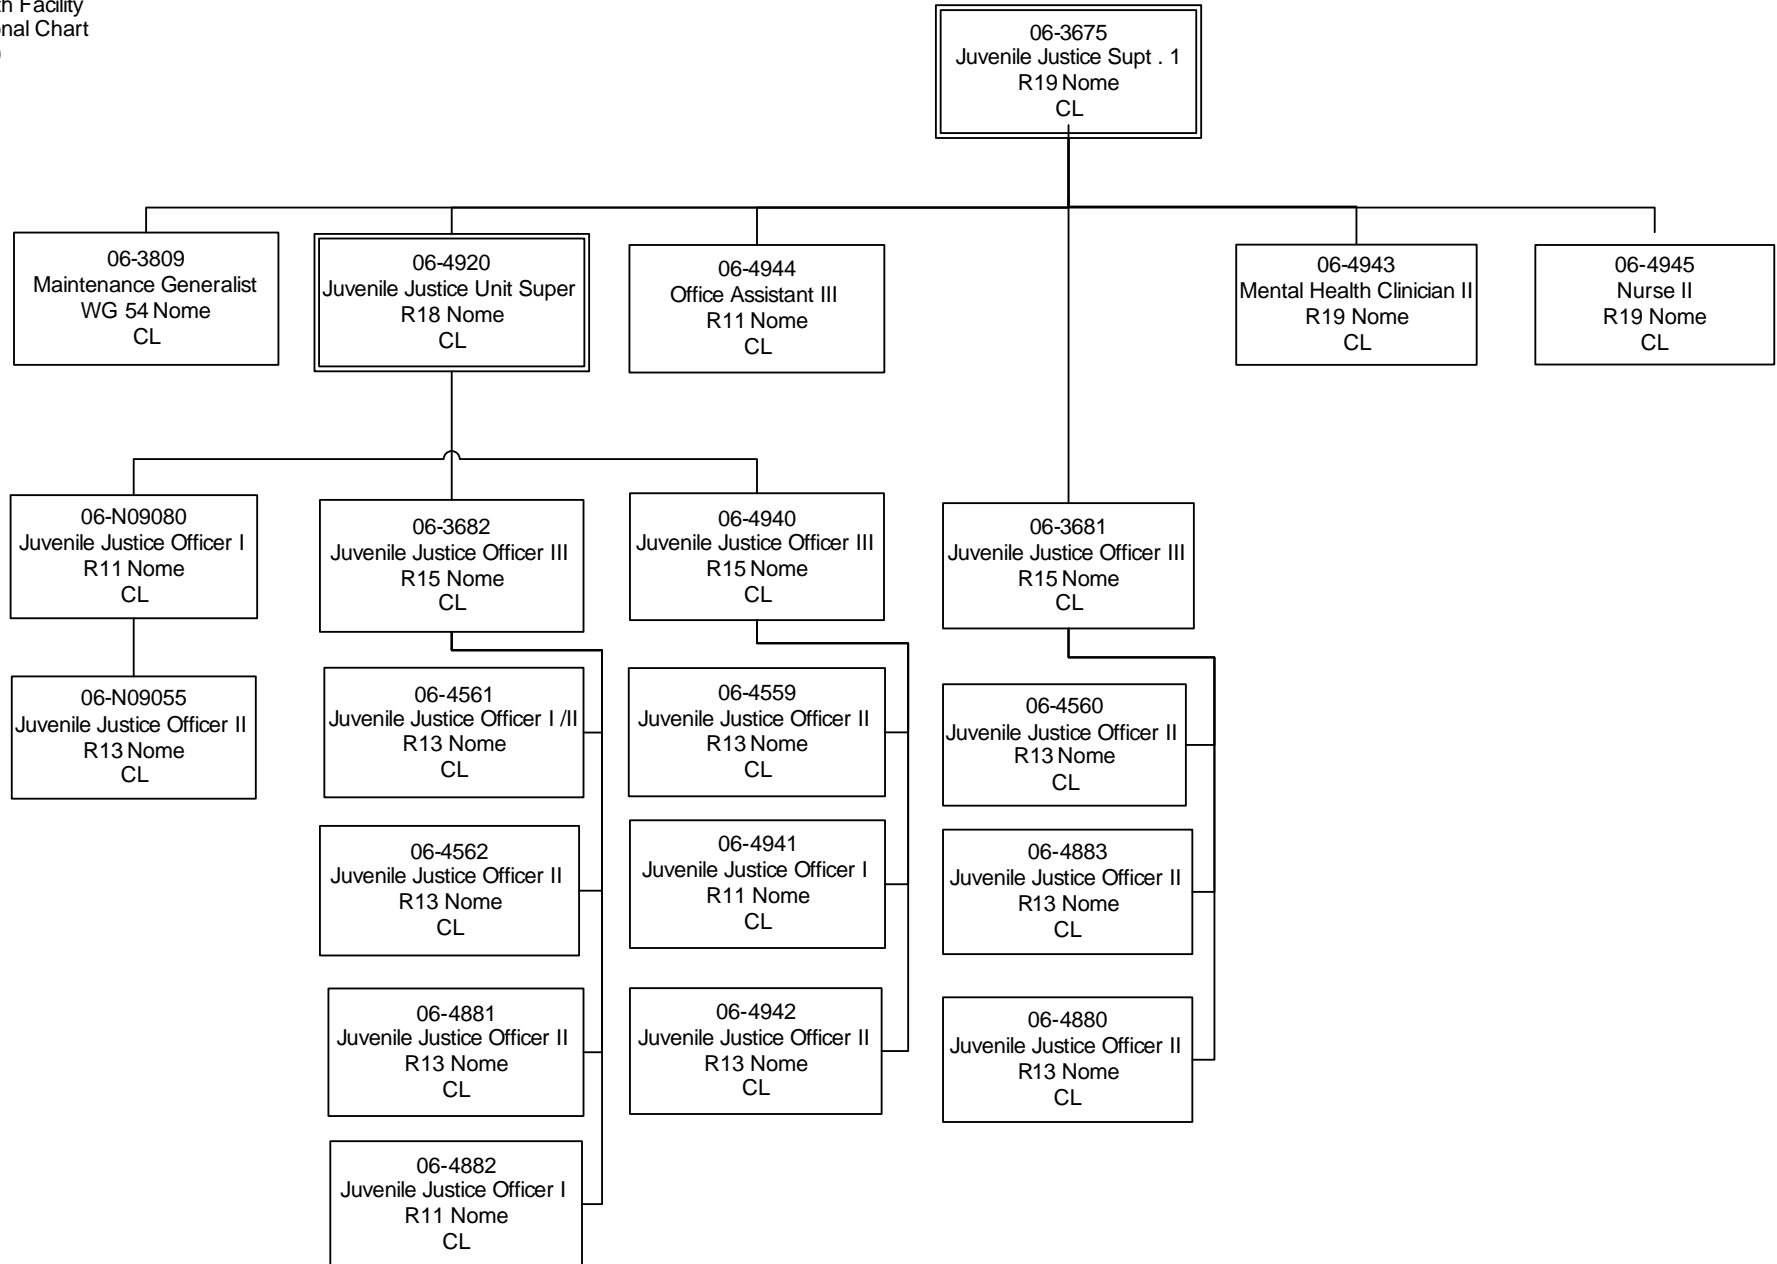 Facility
Chart
06-3675
Juvenile Justice Supt . 1
R19 Nome
CL
06-3809
Maintenance Generalist
WG 54 Nome
CL
06-4920
Juvenile Justice Unit Super
R18 Nome
CL
06-4944
Office Assistant III
R11 Nome
CL
06-4943
Mental Health Clinician II
R19 Nome
CL
06-4945
Nurse II
R19 Nome
CL
06-N09080
Juvenile Justice Officer I
R11 Nome
CL
06-3682
Juvenile Justice Officer III
R15 Nome
CL
06-4940
Juvenile Justice Officer III
R15 Nome
CL
06-3681
Juvenile Justice Officer III
R15 Nome
CL
06-N09055
Juvenile Justice Officer II
R13 Nome
CL
06-4561
Juvenile Justice Officer I /II
R13 Nome
CL
06-4559
Juvenile Justice Officer II
R13 Nome
CL
06-4560
Juvenile Justice Officer II
R13 Nome
CL
06-4562
Juvenile Justice Officer II
R13 Nome
CL
06-4941
Juvenile Justice Officer I
R11 Nome
CL
06-4883
Juvenile Justice Officer II
R13 Nome
CL
06-4881
Juvenile Justice Officer II
R13 Nome
CL
06-4942
Juvenile Justice Officer II
R13 Nome
CL
06-4880
Juvenile Justice Officer II
R13 Nome
CL
06-4882
Juvenile Justice Officer I
R11 Nome
CL